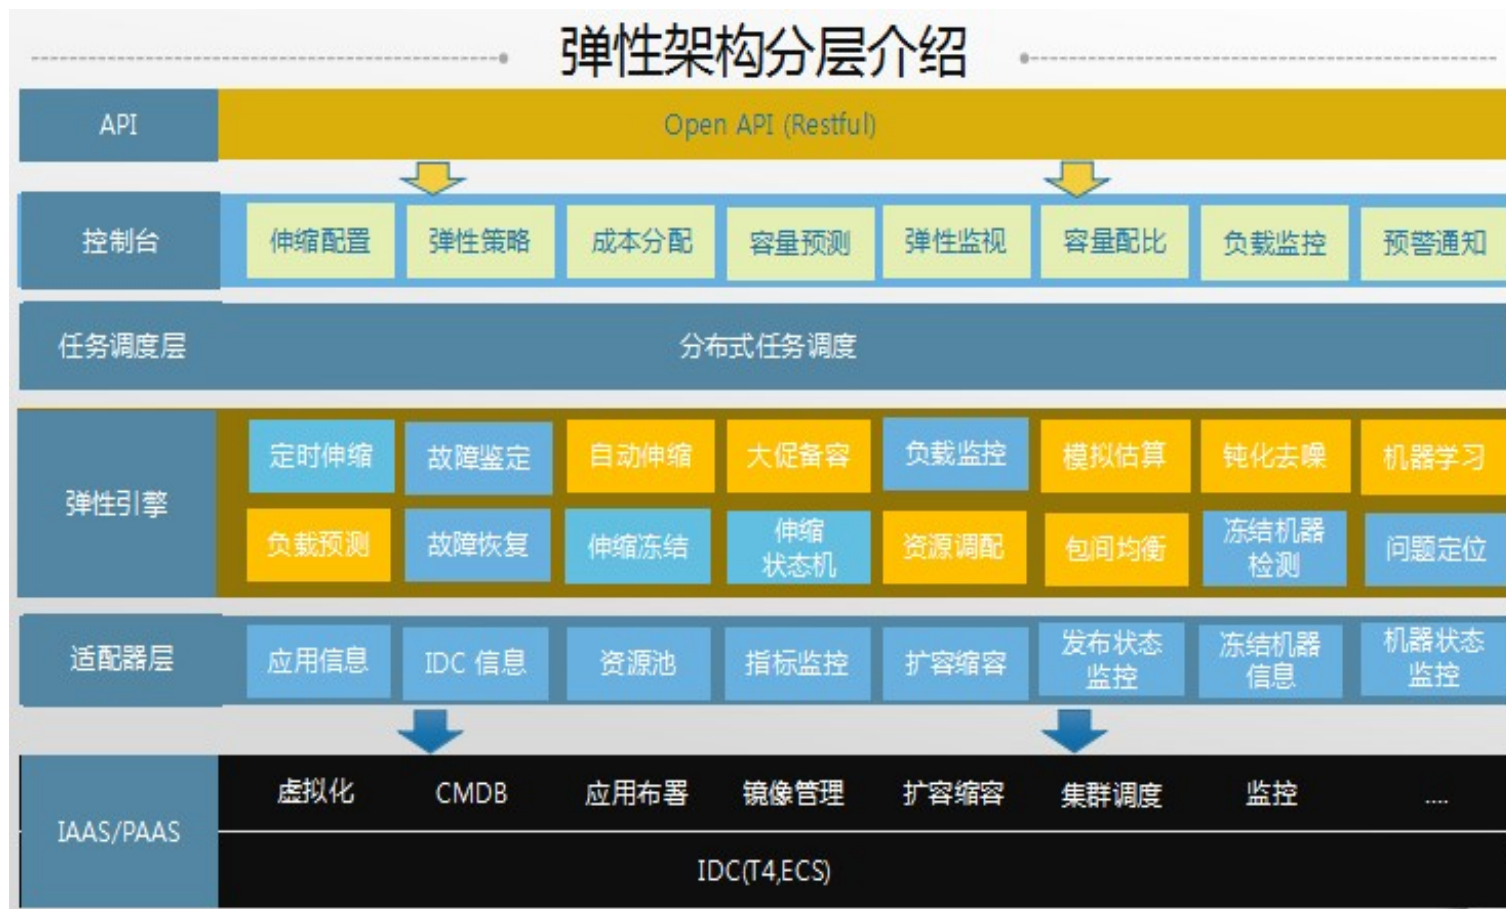 弹性架构分层介绍
API
Open API (Restful)
控制台
伸缩配置
弹性策略
成本分配
容量预测
弹性监视
容量配比
负载监控
预警通知
任务调度层
分布式任务调度
弹性引擎
定时伸缩
故障鉴定
自动伸缩
大促备容
负载监控
模拟估算
钝化去噪
机器学习
负载预测
故障恢复
伸缩冻结
伸缩
状态机
资源调配
包间均衡
冻结机器
检测
问题定位
适配器层
应用信息
IDC 信息
资源池
指标监控
扩容缩容
发布状态
监控
冻结机器
信息
机器状态
监控
IAAS/PAAS
虚拟化
CMDB
应用布署
镜像管理
扩容缩容
集群调度
监控
....
IDC(T4,ECS)